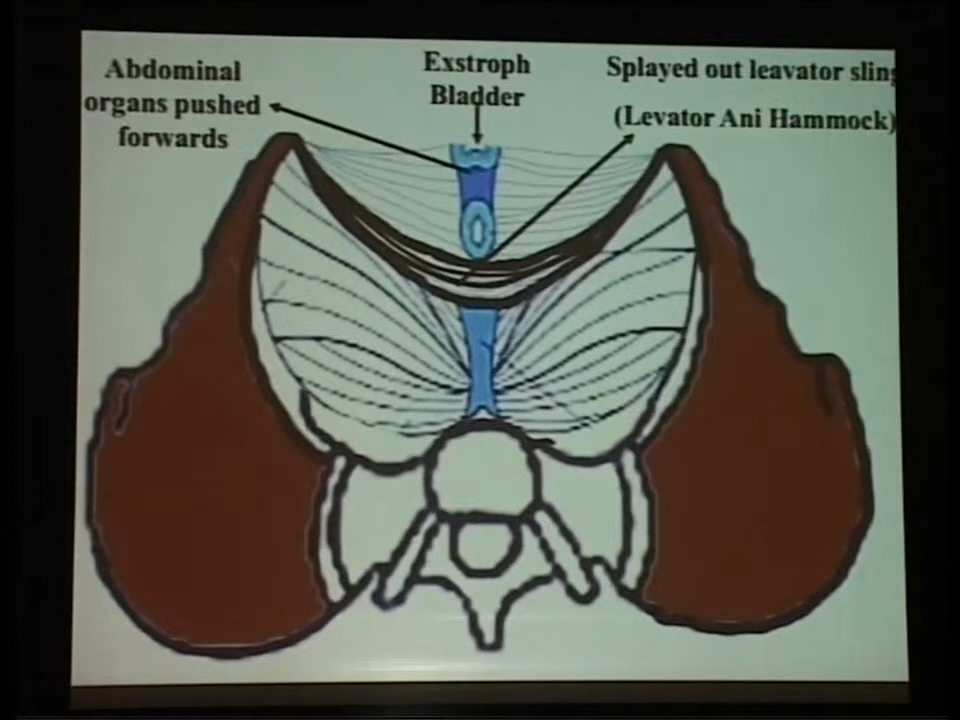 Abdominal
organs pushed
forwards
Exstroph
Bladder
Splayed out leavator sling
(Levator Ani Hammock)